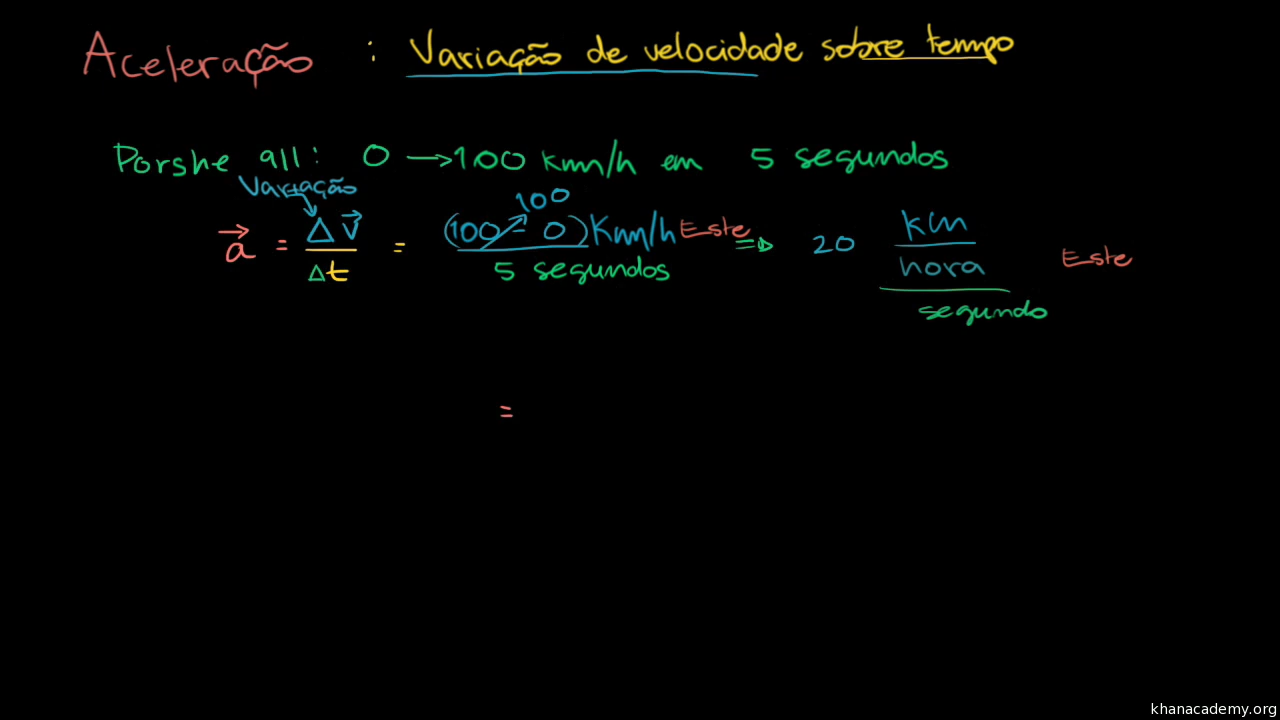 Aceleração : Variação de velocidade sobre tempo
Porshe 911: 0 → 100 km/h em 5 segundos
Variação
100
a⃗ = Δv⃗ / Δt = (100 - 0) Km/h Este / 5 segundos ⇒ 20 km / hora / segundo Este
=
khanacademy.org